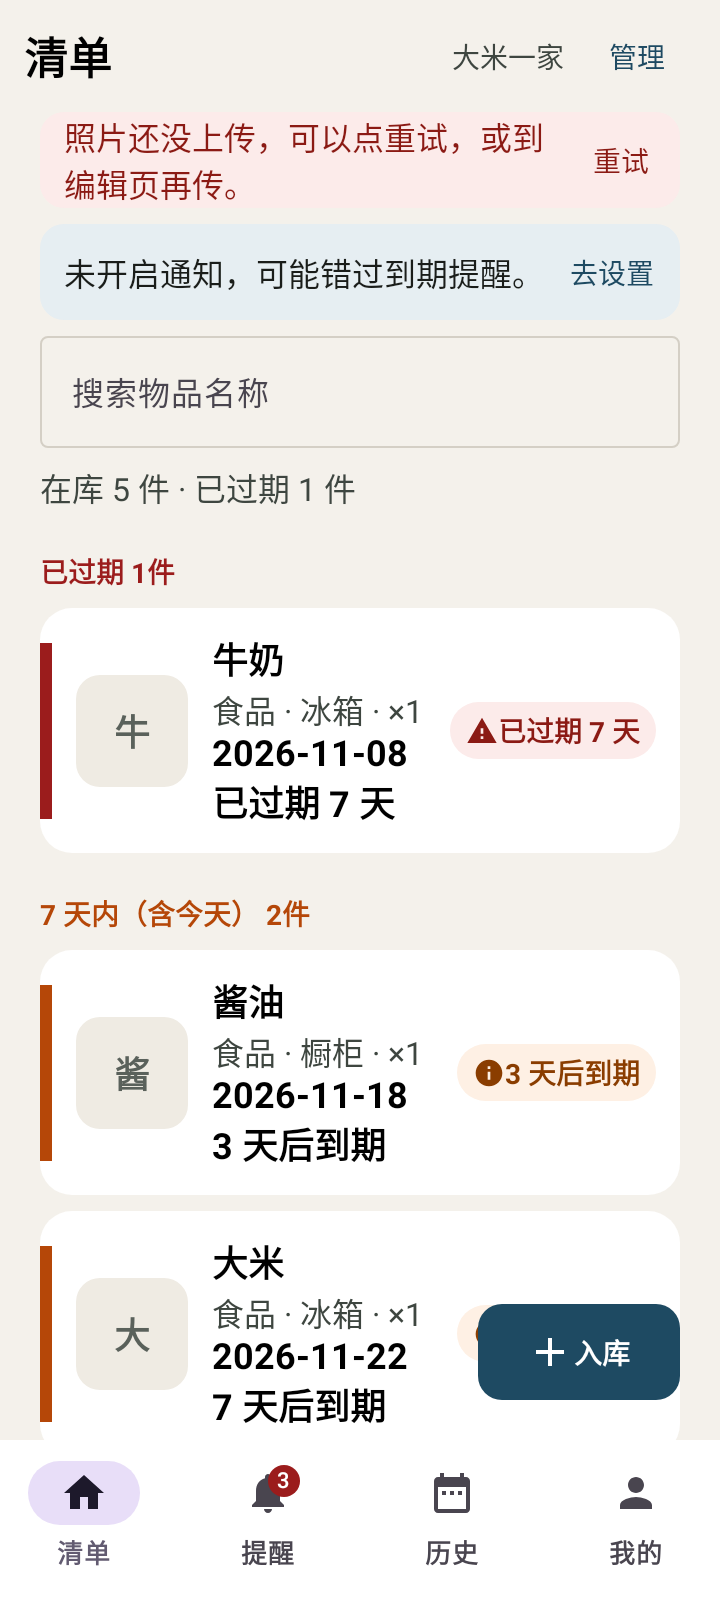 清单
大米一家 管理
照片还没上传，可以点重试，或到
编辑页再传。
重试
未开启通知，可能错过到期提醒。 去设置
搜索物品名称
在库 5 件 · 已过期 1 件
已过期 1件
牛
牛奶
食品 · 冰箱 · ×1
2026-11-08
已过期 7 天
已过期 7 天
7 天内（含今天） 2件
酱
酱油
食品 · 橱柜 · ×1
2026-11-18
3 天后到期
3 天后到期
大
大米
食品 · 冰箱 · ×1
2026-11-22
7 天后到期
入库
3
清单 提醒 历史 我的